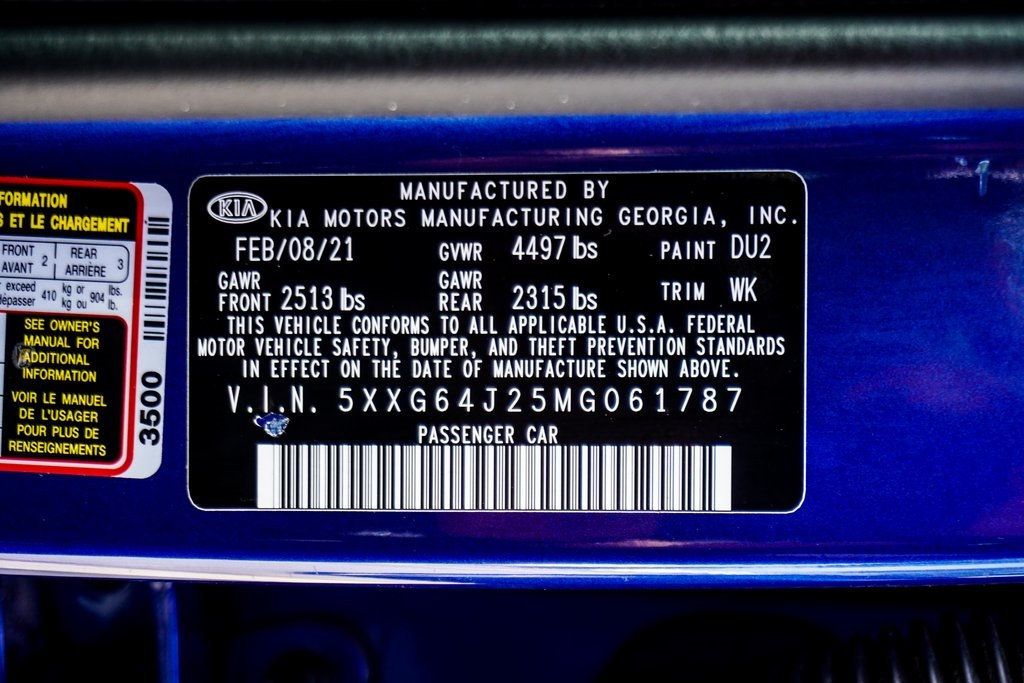 FORMATION
S ET LE CHARGEMENT
FRONT 2 REAR 3
AVANT ARRIÈRE
exceed 410 kg or 904 lbs.
dépasser kg ou lb.
SEE OWNER'S
MANUAL FOR
ADDITIONAL
INFORMATION
VOIR LE MANUEL
DE L'USAGER
POUR PLUS DE
RENSEIGNEMENTS
3500
MANUFACTURED BY
KIA KIA MOTORS MANUFACTURING GEORGIA, INC.
FEB/08/21 GVWR 4497 lbs PAINT DU2
GAWR GAWR
FRONT 2513 lbs REAR 2315 lbs TRIM WK
THIS VEHICLE CONFORMS TO ALL APPLICABLE U.S.A. FEDERAL
MOTOR VEHICLE SAFETY, BUMPER, AND THEFT PREVENTION STANDARDS
IN EFFECT ON THE DATE OF MANUFACTURE SHOWN ABOVE.
V.I.N. 5XXG64J25MG061787
PASSENGER CAR